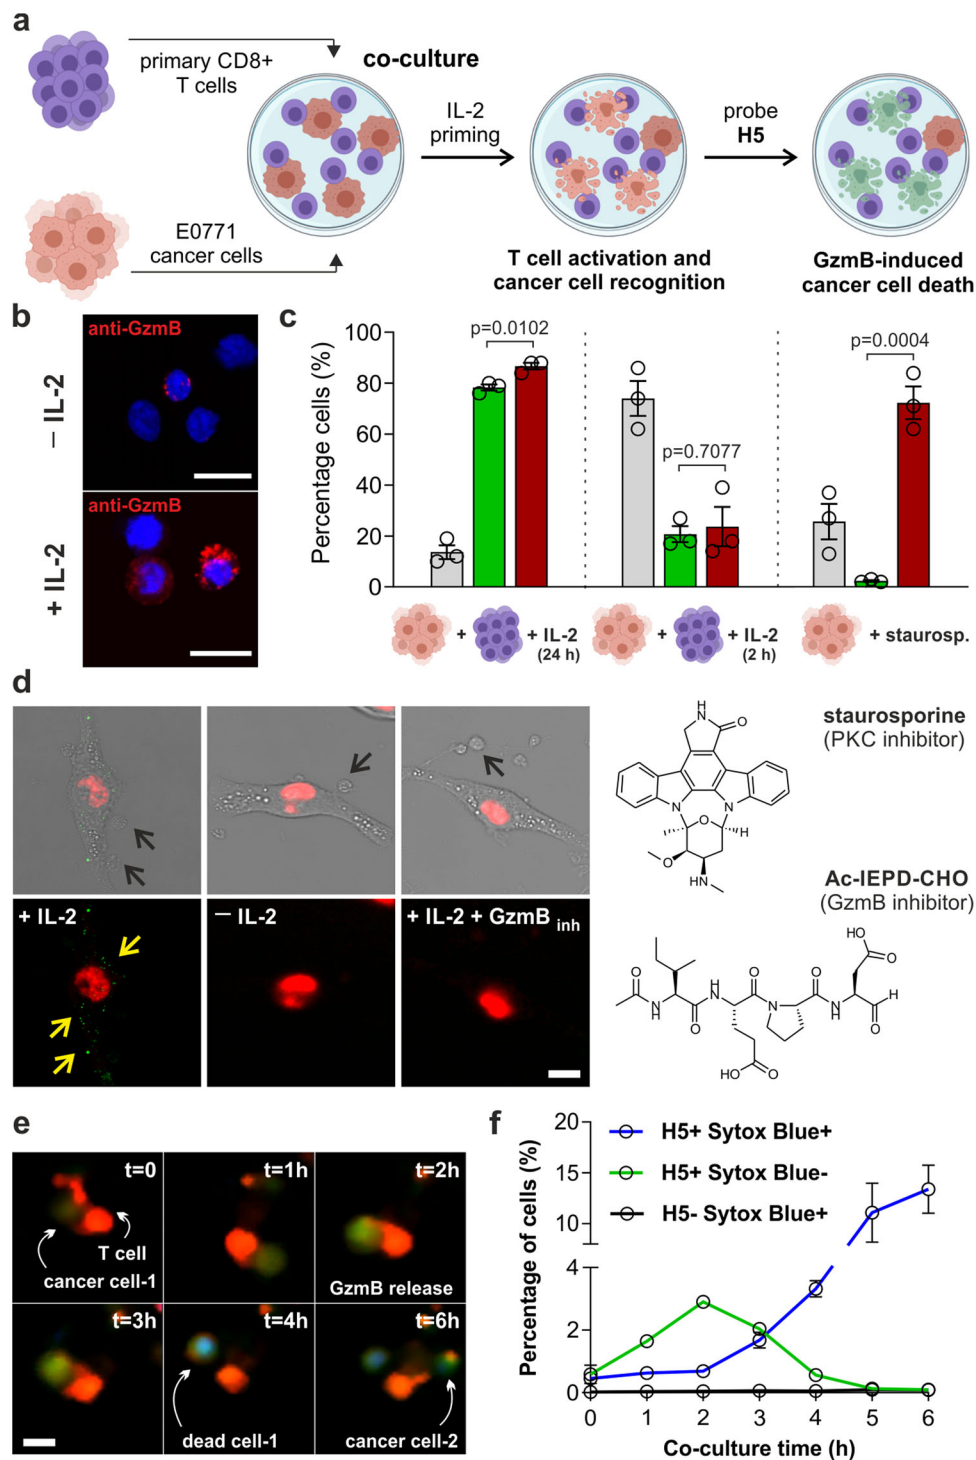 a
primary CD8+
T cells
co-culture
IL-2
priming
probe
H5
E0771
cancer cells
T cell activation and
cancer cell recognition
GzmB-induced
cancer cell death
b
anti-GzmB
– IL-2
anti-GzmB
+ IL-2
c
Percentage cells (%)
100
80
60
40
20
0
p=0.0102
p=0.7077
p=0.0004
+ + IL-2
(24 h)
+ + IL-2
(2 h)
+ staurosp.
d
+ IL-2
– IL-2
+ IL-2 + GzmB inh
staurosporine
(PKC inhibitor)
H
N
O
N
N
O
H
O
HN
Ac-IEPD-CHO
(GzmB inhibitor)
HO
O
O
H
N
O
N
H
O
O
N
O
N
H
H
O
HO
O
e
t=0
T cell
cancer cell-1
t=1h
t=2h
GzmB release
t=3h
t=4h
dead cell-1
t=6h
cancer cell-2
f
Percentage of cells (%)
20
15
10
4
2
0
H5+ Sytox Blue+
H5+ Sytox Blue-
H5- Sytox Blue+
0 1 2 3 4 5 6
Co-culture time (h)